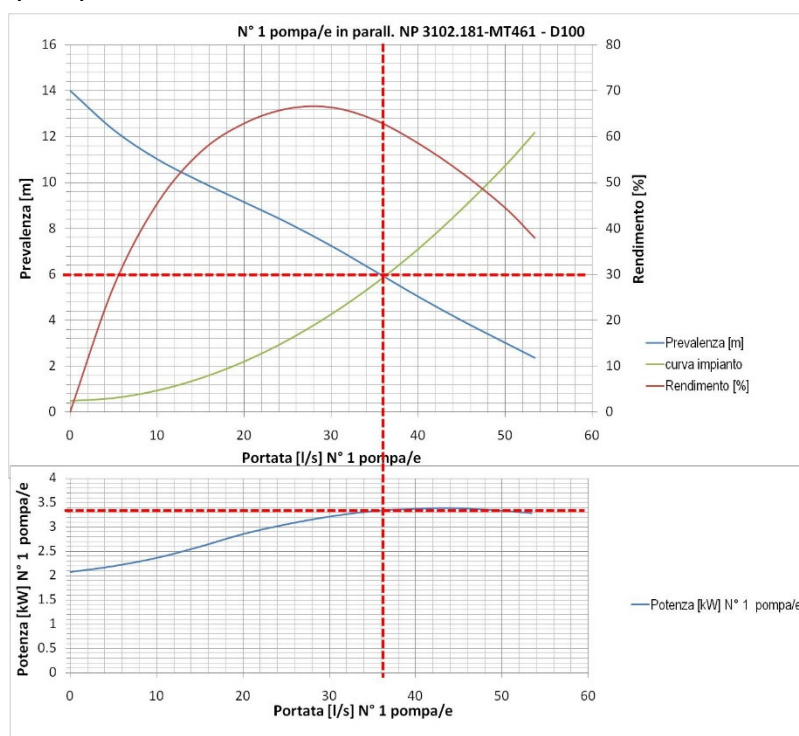 N° 1 pompa/e in parall. NP 3102.181-MT461 - D100
16
14
12
10
8
6
4
2
0
Prevalenza [m]
80
70
60
50
40
30
20
10
0
Rendimento [%]
Prevalenza [m]
curva impianto
Rendimento [%]
0 10 20 30 40 50 60
Portata [l/s] N° 1 pompa/e
4
3.5
3
2.5
2
1.5
1
0.5
0
Potenza [kW] N° 1 pompa/e
Potenza [kW] N° 1 pompa/e
0 10 20 30 40 50 60
Portata [l/s] N° 1 pompa/e